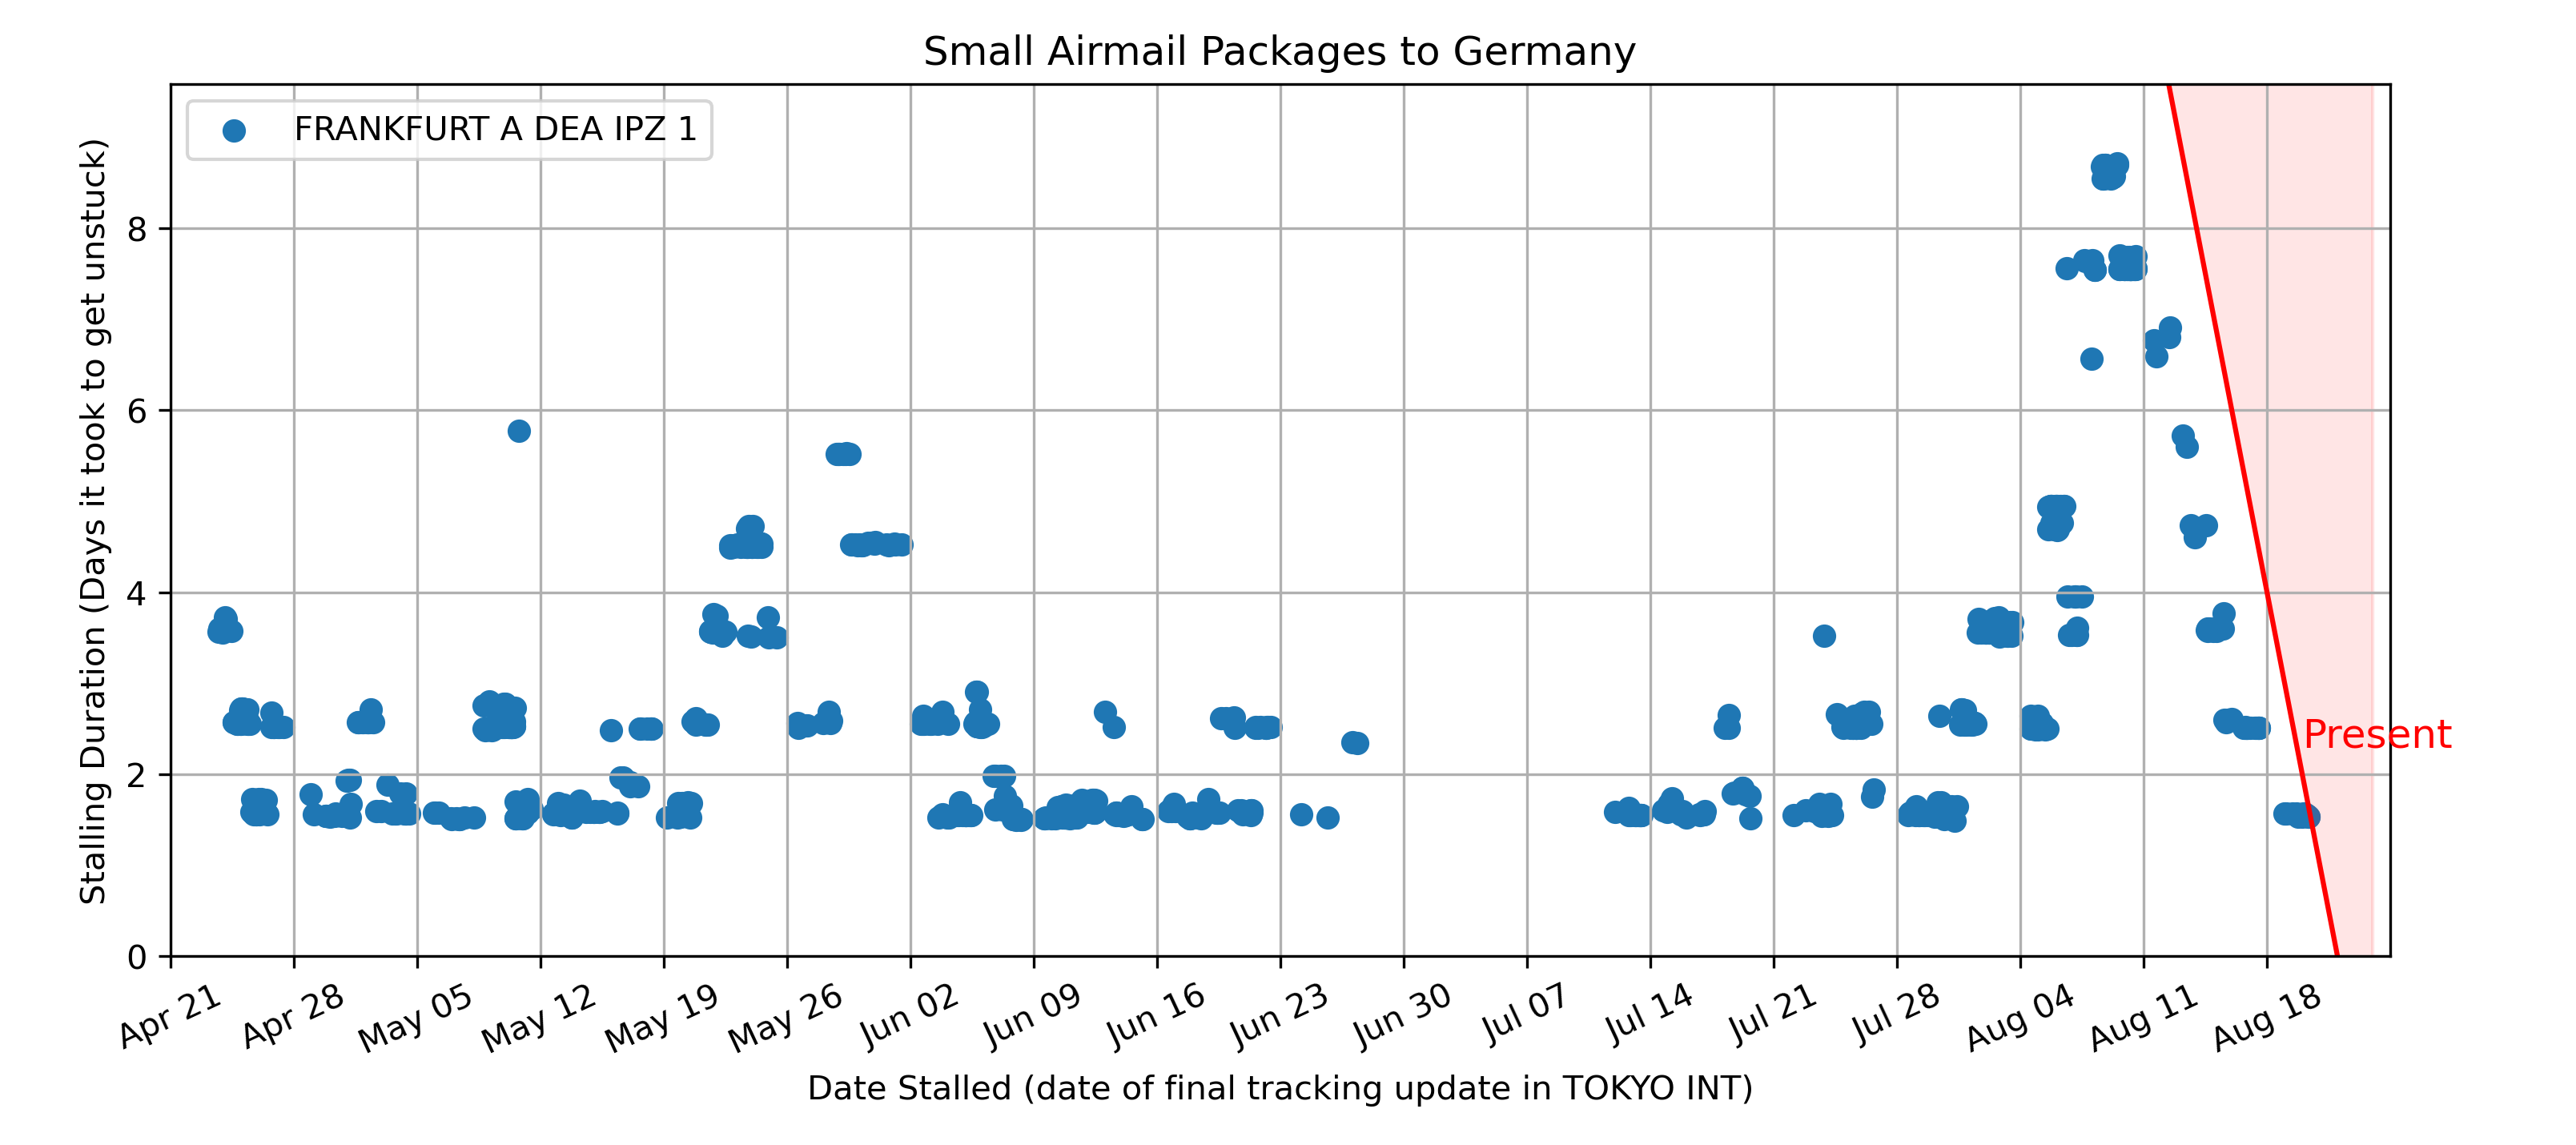 Small Airmail Packages to Germany
FRANKFURT A DEA IPZ 1
Stalling Duration (Days it took to get unstuck)
8
6
4
2
0
Present
Apr 21
Apr 28
May 05
May 12
May 19
May 26
Jun 02
Jun 09
Jun 16
Jun 23
Jun 30
Jul 07
Jul 14
Jul 21
Jul 28
Aug 04
Aug 11
Aug 18
Date Stalled (date of final tracking update in TOKYO INT)